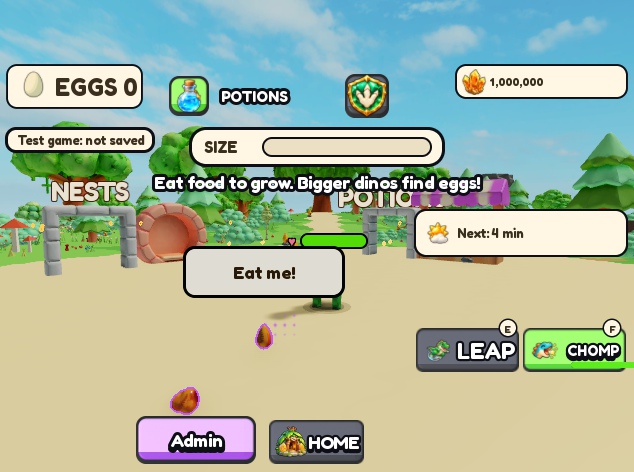 EGGS 0
POTIONS
1,000,000
Test game: not saved
SIZE
Eat food to grow. Bigger dinos find eggs!
NESTS
Next: 4 min
Eat me!
E
F
LEAP
CHOMP
Admin
HOME